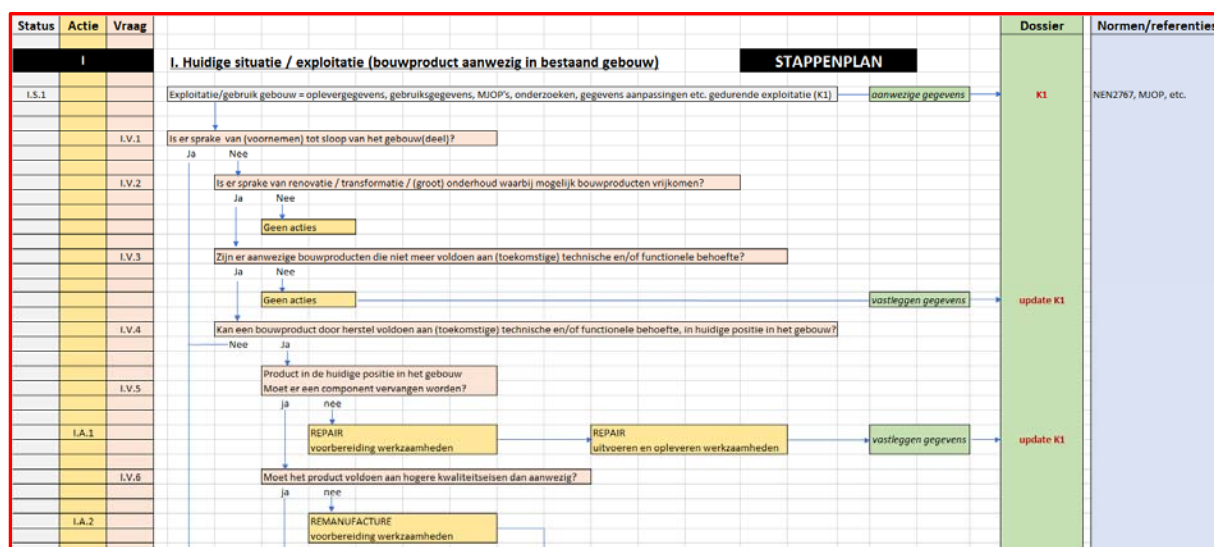 Status Actie Vraag Dossier Normen/referenties
I I. Huidige situatie / exploitatie (bouwproduct aanwezig in bestaand gebouw) STAPPENPLAN
I.S.1 Exploitatie/gebruik gebouw = oplevergegevens, gebruiksgegevens, MJOP's, onderzoeken, gegevens aanpassingen etc. gedurende exploitatie (K1) aanwezige gegevens K1 NEN2767, MJOP, etc.
I.V.1 Is er sprake van (voornemen) tot sloop van het gebouw(deel)?
Ja Nee
I.V.2 Is er sprake van renovatie / transformatie / (groot) onderhoud waarbij mogelijk bouwproducten vrijkomen?
Ja Nee
Geen acties
I.V.3 Zijn er aanwezige bouwproducten die niet meer voldoen aan (toekomstige) technische en/of functionele behoefte?
Ja Nee
Geen acties vastleggen gegevens update K1
I.V.4 Kan een bouwproduct door herstel voldoen aan (toekomstige) technische en/of functionele behoefte, in huidige positie in het gebouw?
Nee Ja
Product in de huidige positie in het gebouw
I.V.5 Moet er een component vervangen worden?
ja nee
I.A.1 REPAIR REPAIR vastleggen gegevens update K1
voorbereiding werkzaamheden uitvoeren en opleveren werkzaamheden
I.V.6 Moet het product voldoen aan hogere kwaliteitseisen dan aanwezig?
ja nee
I.A.2 REMANUFACTURE
voorbereiding werkzaamheden